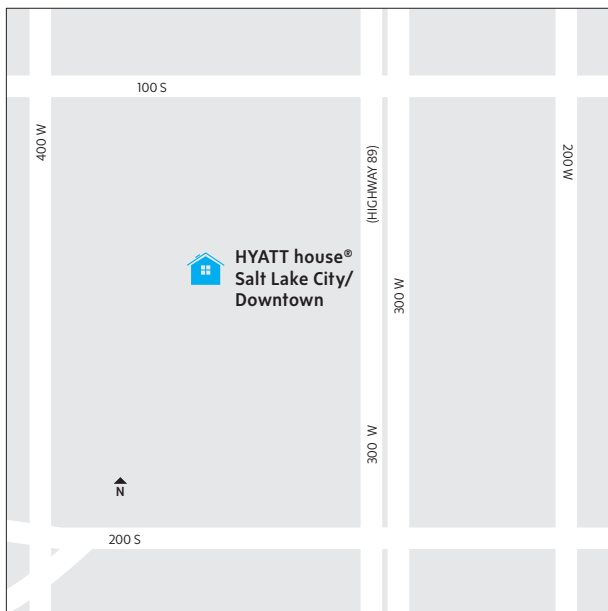 100 S
400 W
(HIGHWAY 89)
200 W
HYATT house®
Salt Lake City/
Downtown
300 W
300 W
N
200 S